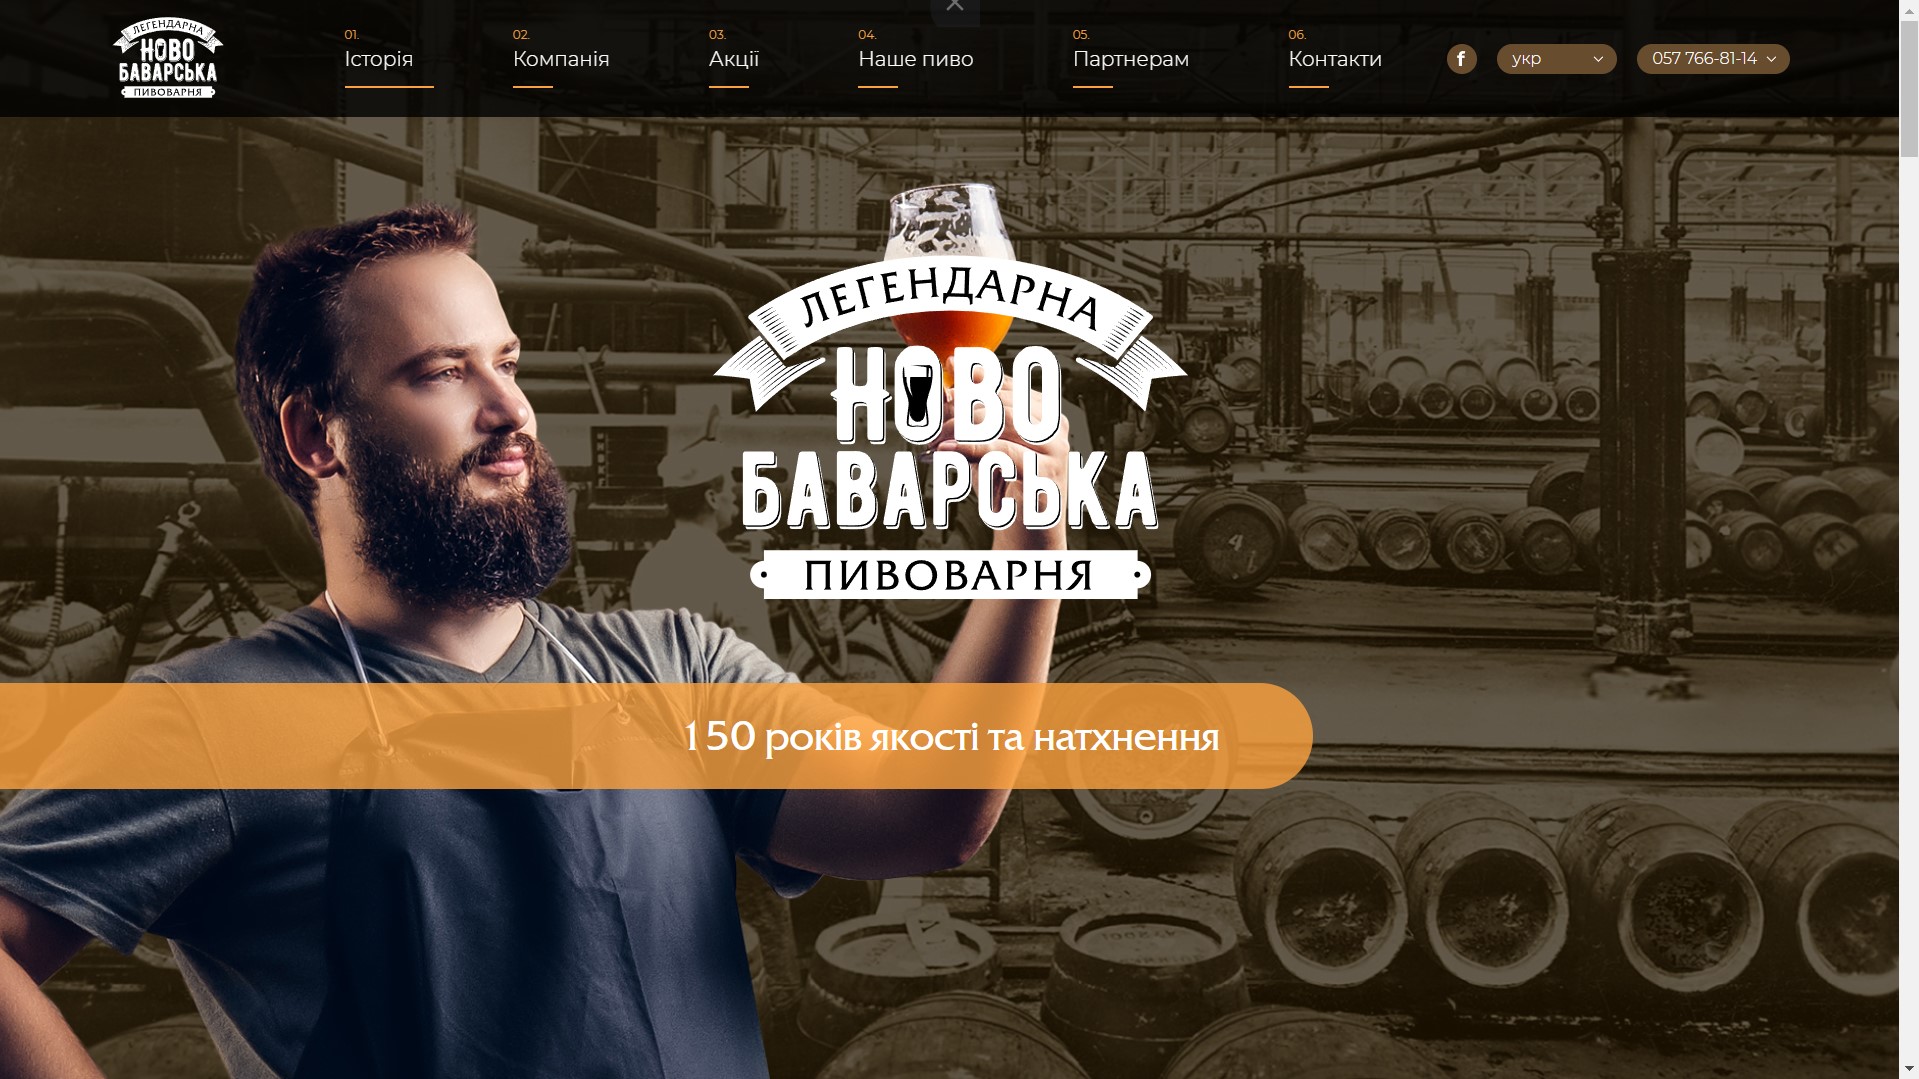 ЛЕГЕНДАРНА
НОВО
БАВАРСЬКА
ПИВОВАРНЯ
01.
Історія
02.
Компанія
03.
Акції
04.
Наше пиво
05.
Партнерам
06.
Контакти
f
укр
057 766-81-14
ЛЕГЕНДАРНА
НОВО
БАВАРСЬКА
ПИВОВАРНЯ
150 років якості та натхнення
4